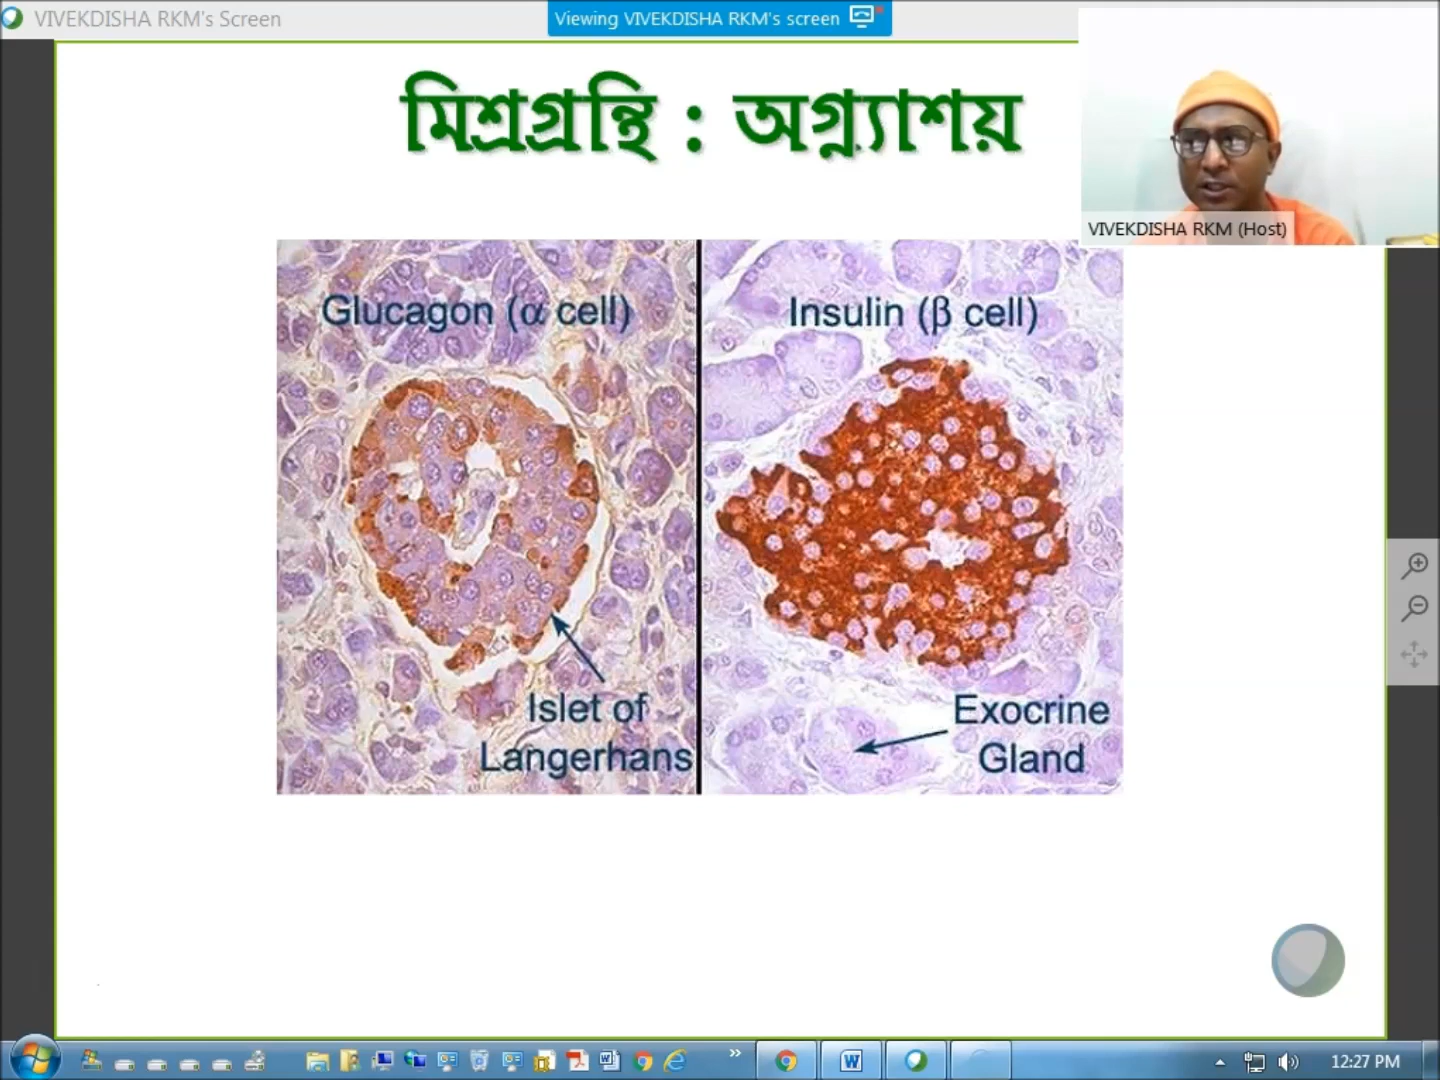 VIVEKDISHA RKM's Screen
Viewing VIVEKDISHA RKM's screen
মিশ্রগ্রন্থি : অগ্ন্যাশয়
VIVEKDISHA RKM (Host)
Glucagon (α cell)
Insulin (β cell)
Islet of
Langerhans
Exocrine
Gland
12:27 PM